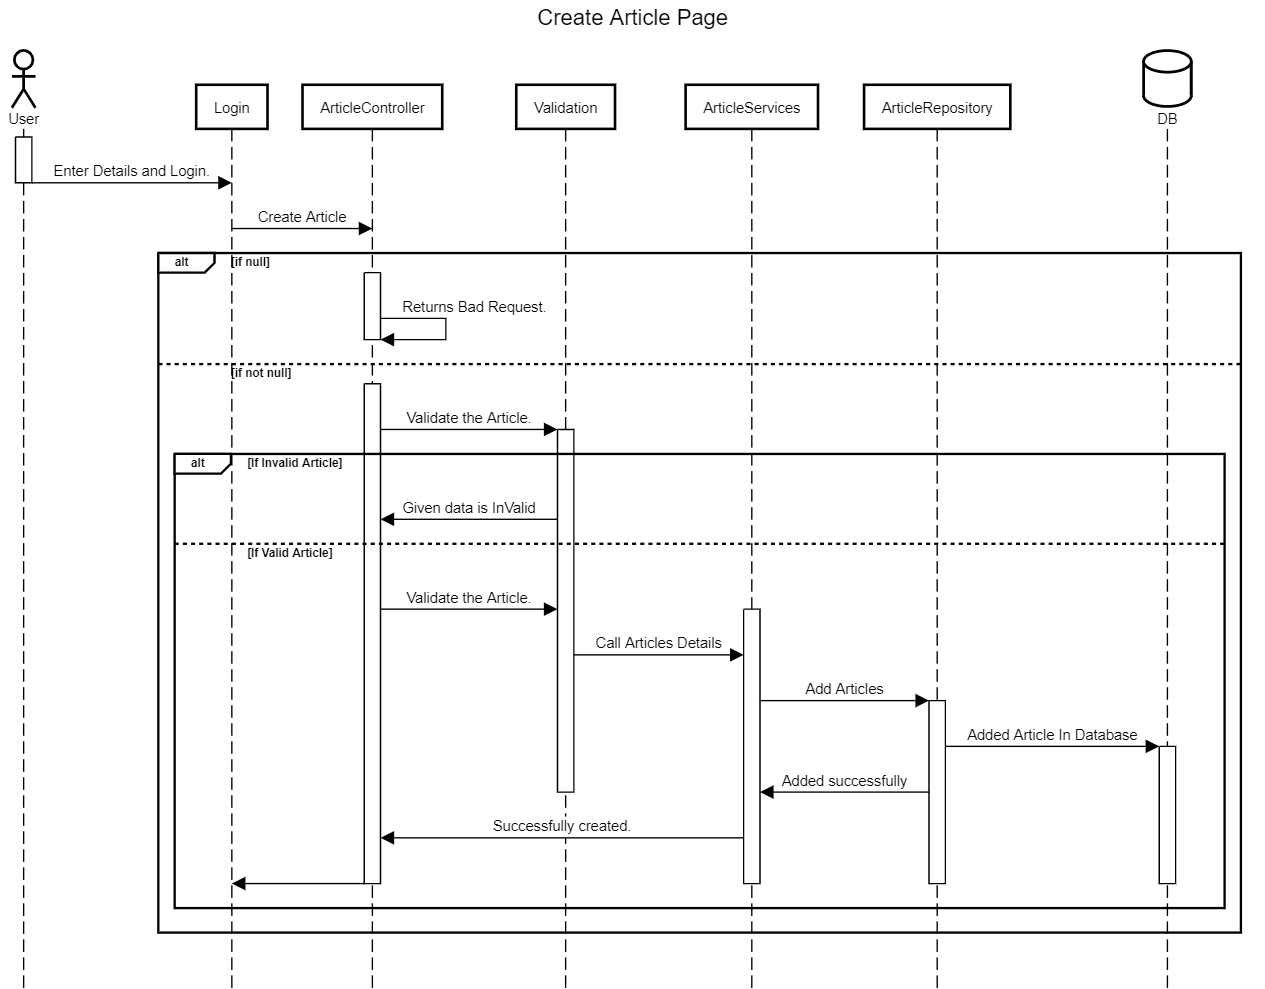 Create Article Page
User
Login
ArticleController
Validation
ArticleServices
ArticleRepository
DB
Enter Details and Login.
Create Article
alt
[if null]
Returns Bad Request.
[if not null]
Validate the Article.
alt
[If Invalid Article]
Given data is InValid
[If Valid Article]
Validate the Article.
Call Articles Details
Add Articles
Added Article In Database
Added successfully
Successfully created.